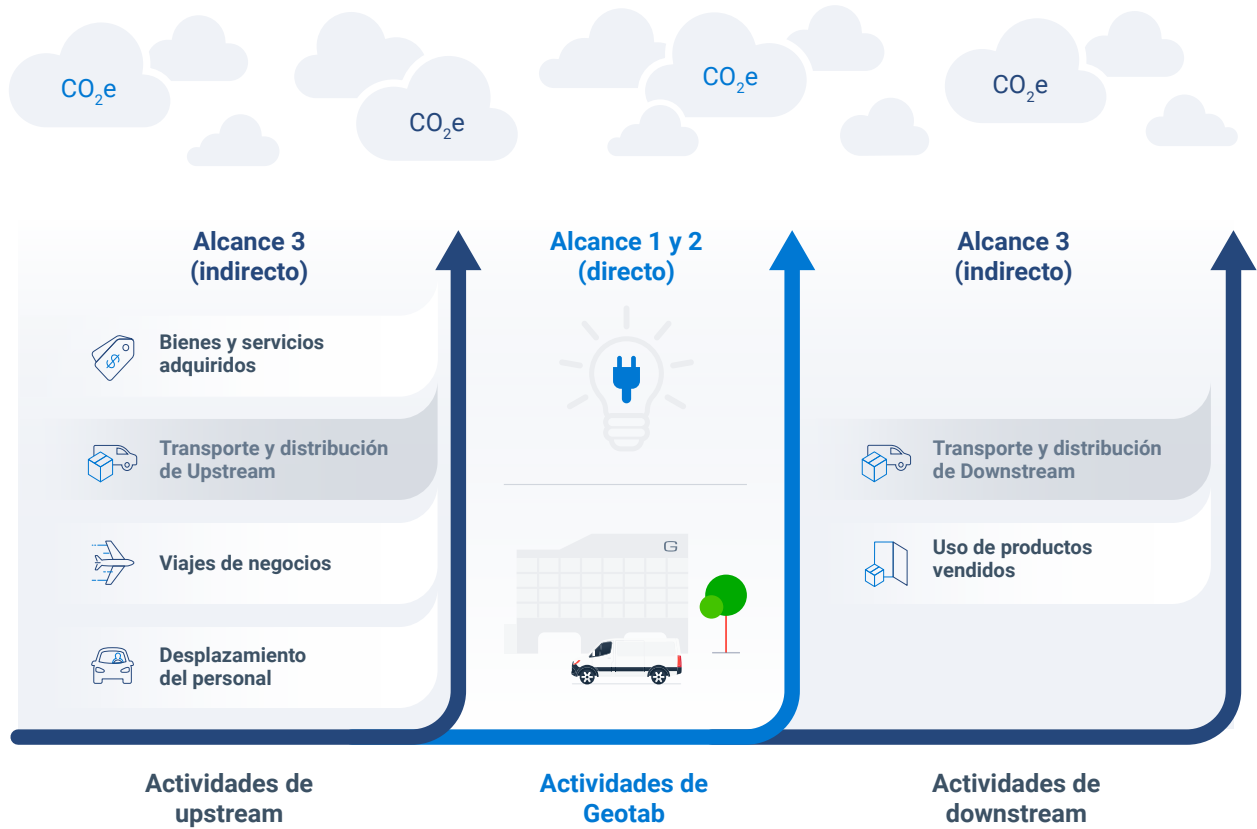 CO₂e
CO₂e
CO₂e
CO₂e
Alcance 3
(indirecto)
Bienes y servicios
adquiridos
Transporte y distribución
de Upstream
Viajes de negocios
Desplazamiento
del personal
Actividades de
upstream
Alcance 1 y 2
(directo)
G
Actividades de
Geotab
Alcance 3
(indirecto)
Transporte y distribución
de Downstream
Uso de productos
vendidos
Actividades de
downstream